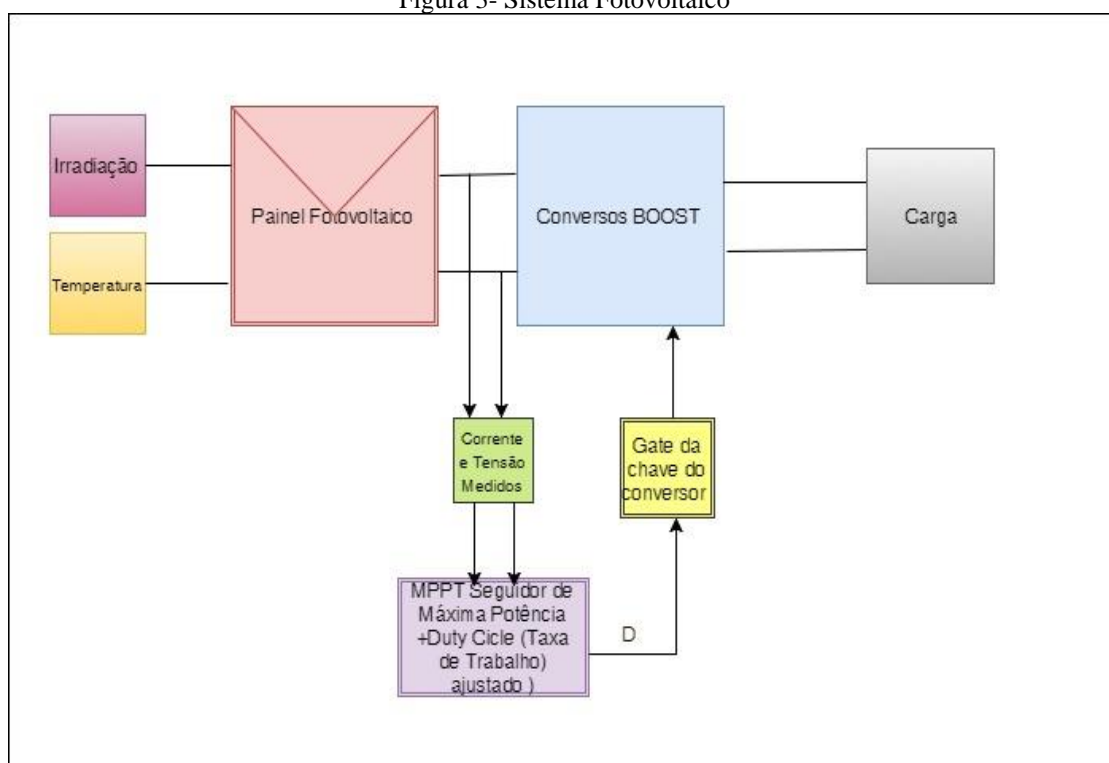 Figura 3- Sistema Fotovoltaico
Irradiação
Temperatura
Painel Fotovoltaico
Conversos BOOST
Carga
Corrente
e Tensão
Medidos
Gate da
chave do
conversor
MPPT Seguidor de
Máxima Potência
+Duty Cicle (Taxa
de Trabalho)
ajustado )
D